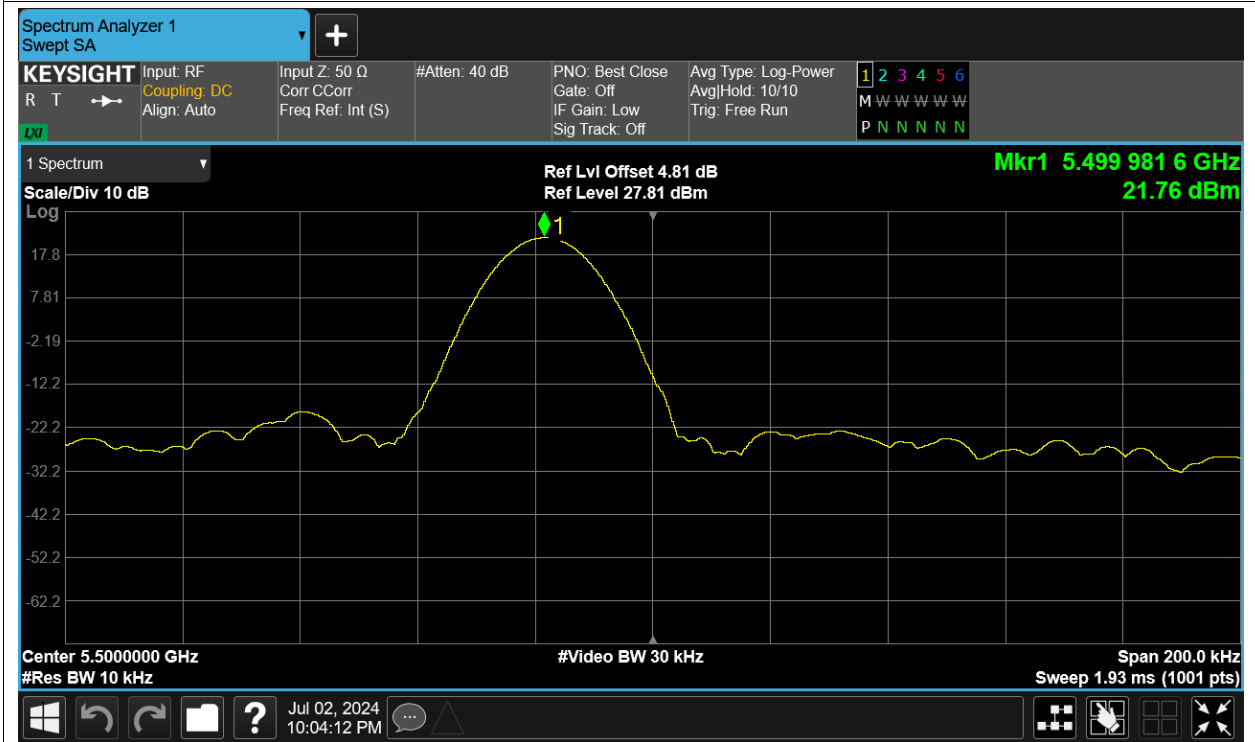 Spectrum Analyzer 1
Swept SA
+
KEYSIGHT
R T
LXI
Input: RF
Coupling: DC
Align: Auto
Input Z: 50 Ω
Corr CCorr
Freq Ref: Int (S)
#Atten: 40 dB
PNO: Best Close
Gate: Off
IF Gain: Low
Sig Track: Off
Avg Type: Log-Power
Avg|Hold: 10/10
Trig: Free Run
1 2 3 4 5 6
M W W W W W
P N N N N N
1 Spectrum
Scale/Div 10 dB
Log
Ref Lvl Offset 4.81 dB
Ref Level 27.81 dBm
Mkr1 5.499 981 6 GHz
21.76 dBm
1
17.8
7.81
-2.19
-12.2
-22.2
-32.2
-42.2
-52.2
-62.2
Center 5.5000000 GHz
#Res BW 10 kHz
#Video BW 30 kHz
Span 200.0 kHz
Sweep 1.93 ms (1001 pts)
?
Jul 02, 2024
10:04:12 PM